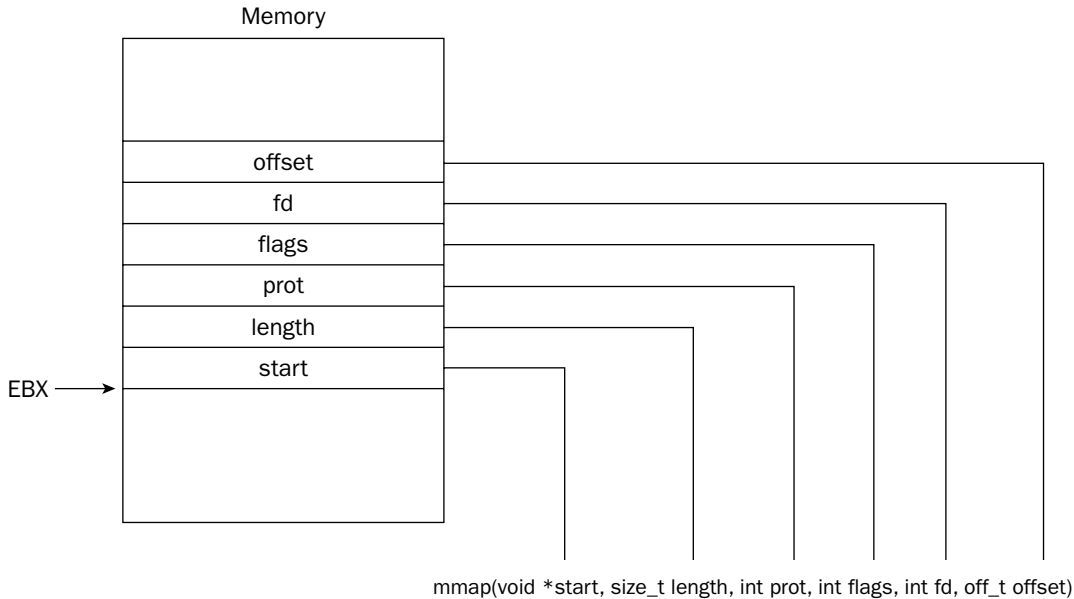 Memory
offset
fd
flags
prot
length
start
EBX
mmap(void *start, size_t length, int prot, int flags, int fd, off_t offset)